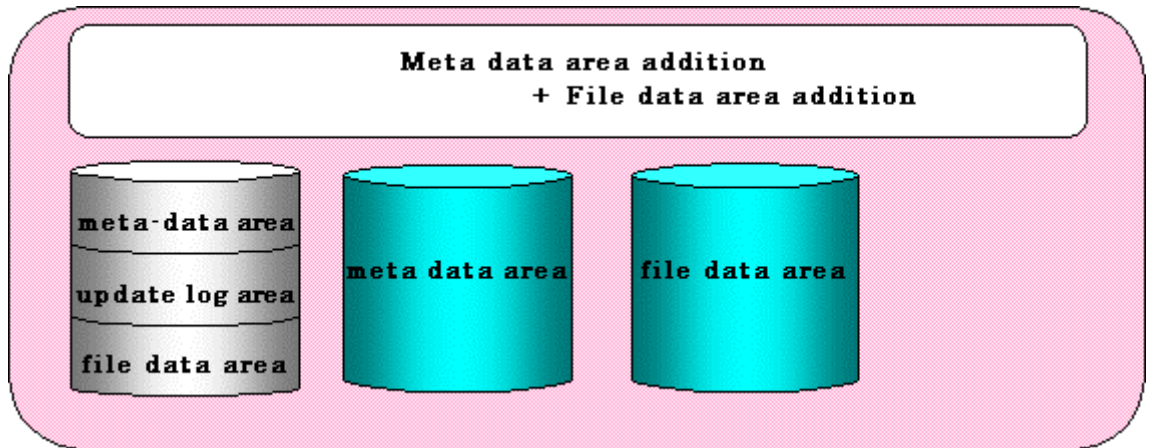 Meta data area addition
+ File data area addition
meta-data area
update log area
file data area
meta data area
file data area